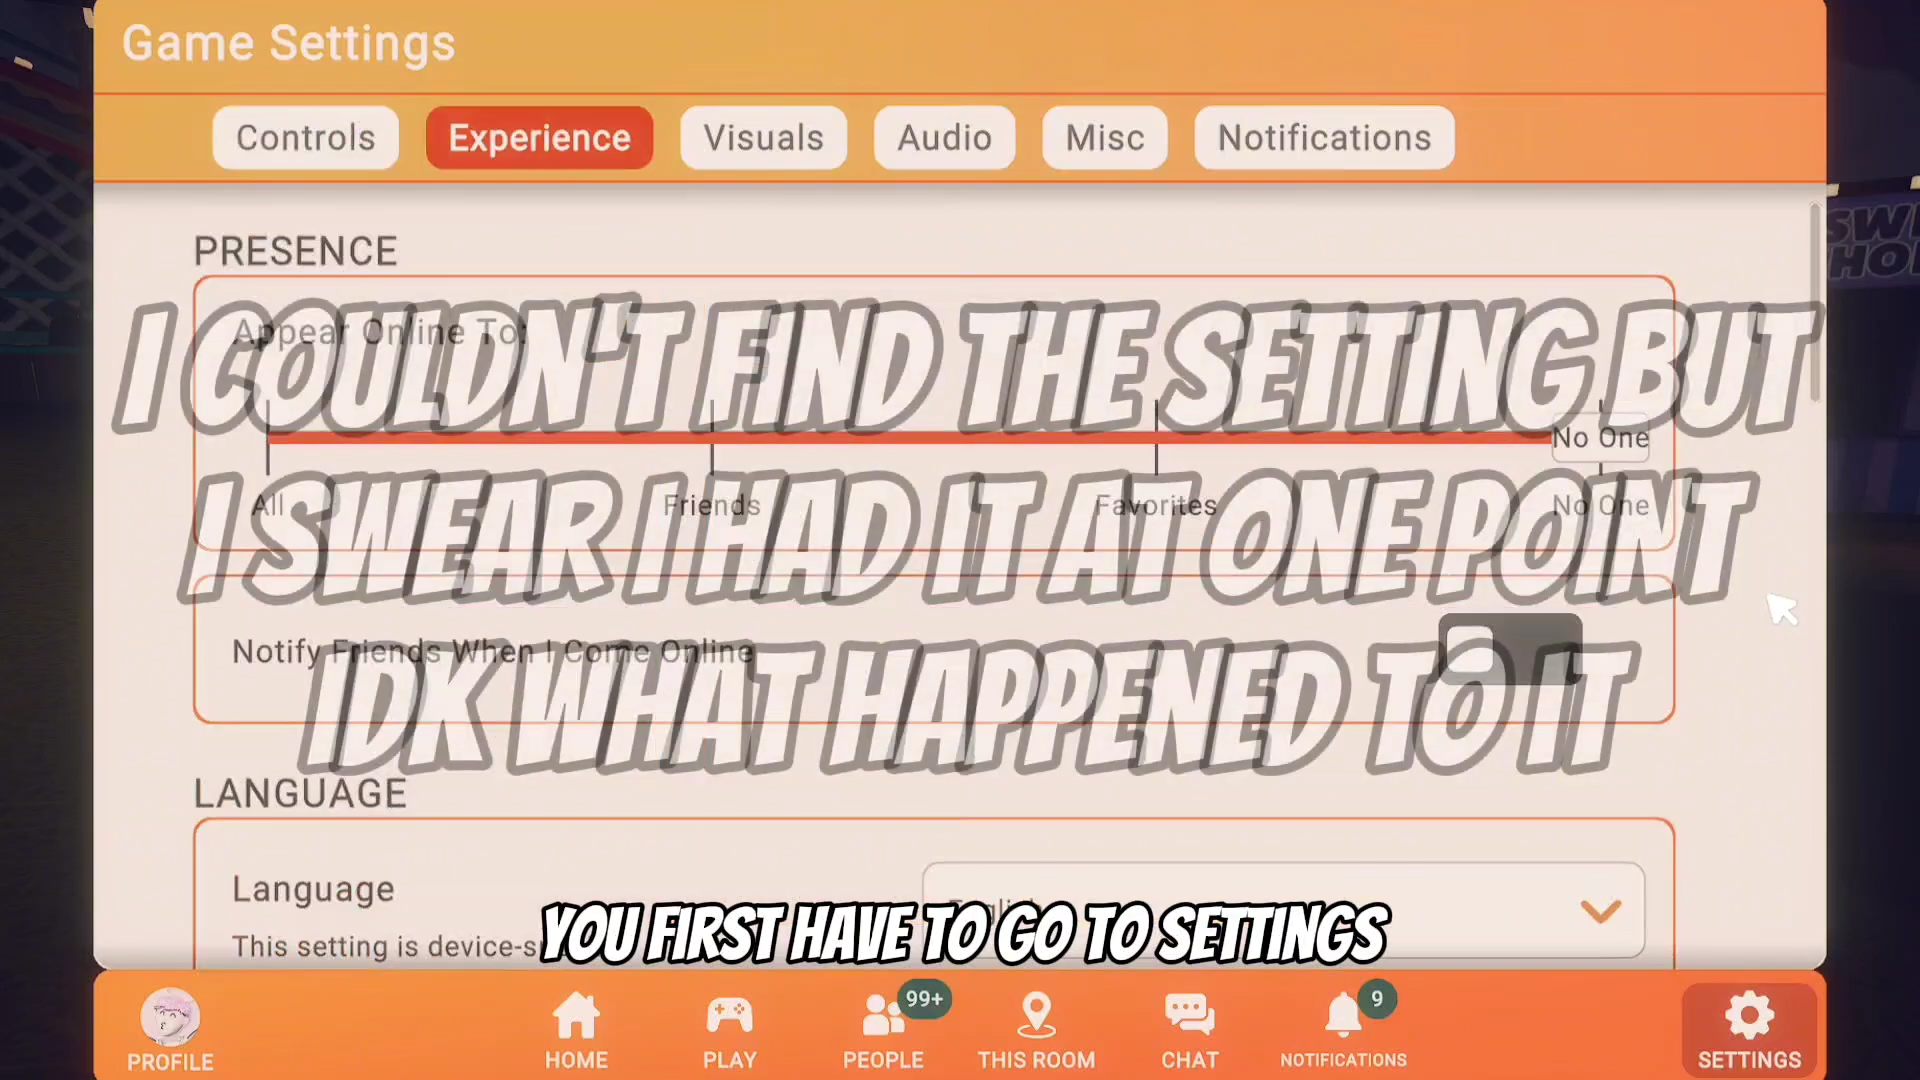 Game Settings
Controls
Experience
Visuals
Audio
Misc
Notifications
PRESENCE
Appear Online To:
No One
All
Friends
Favorites
No One
I COULDN'T FIND THE SETTING BUT
I SWEAR I HAD IT AT ONE POINT
IDK WHAT HAPPENED TO IT
Notify Friends When I Come Online
LANGUAGE
Language
English
This setting is device-s
YOU FIRST HAVE TO GO TO SETTINGS
PROFILE
HOME
PLAY
99+
PEOPLE
THIS ROOM
CHAT
9
NOTIFICATIONS
SETTINGS